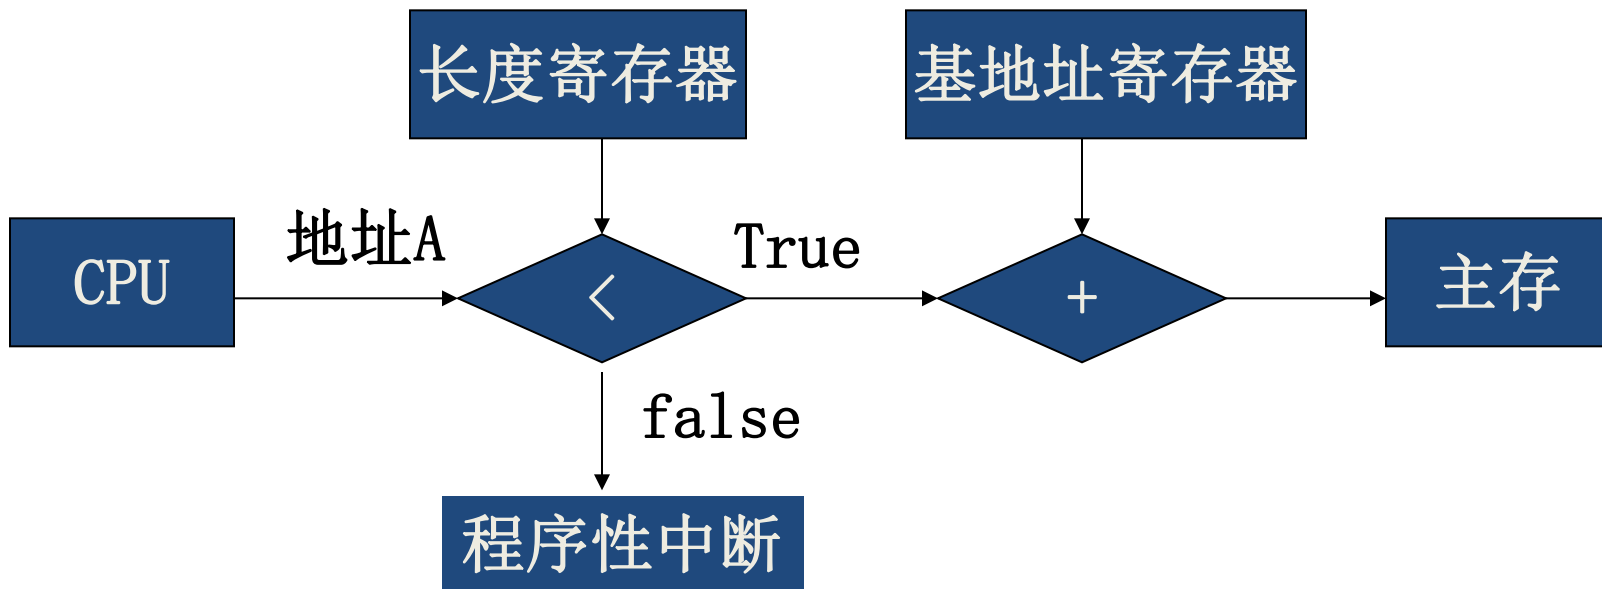 长度寄存器
基地址寄存器
CPU
地址A
<
True
+
主存
false
程序性中断